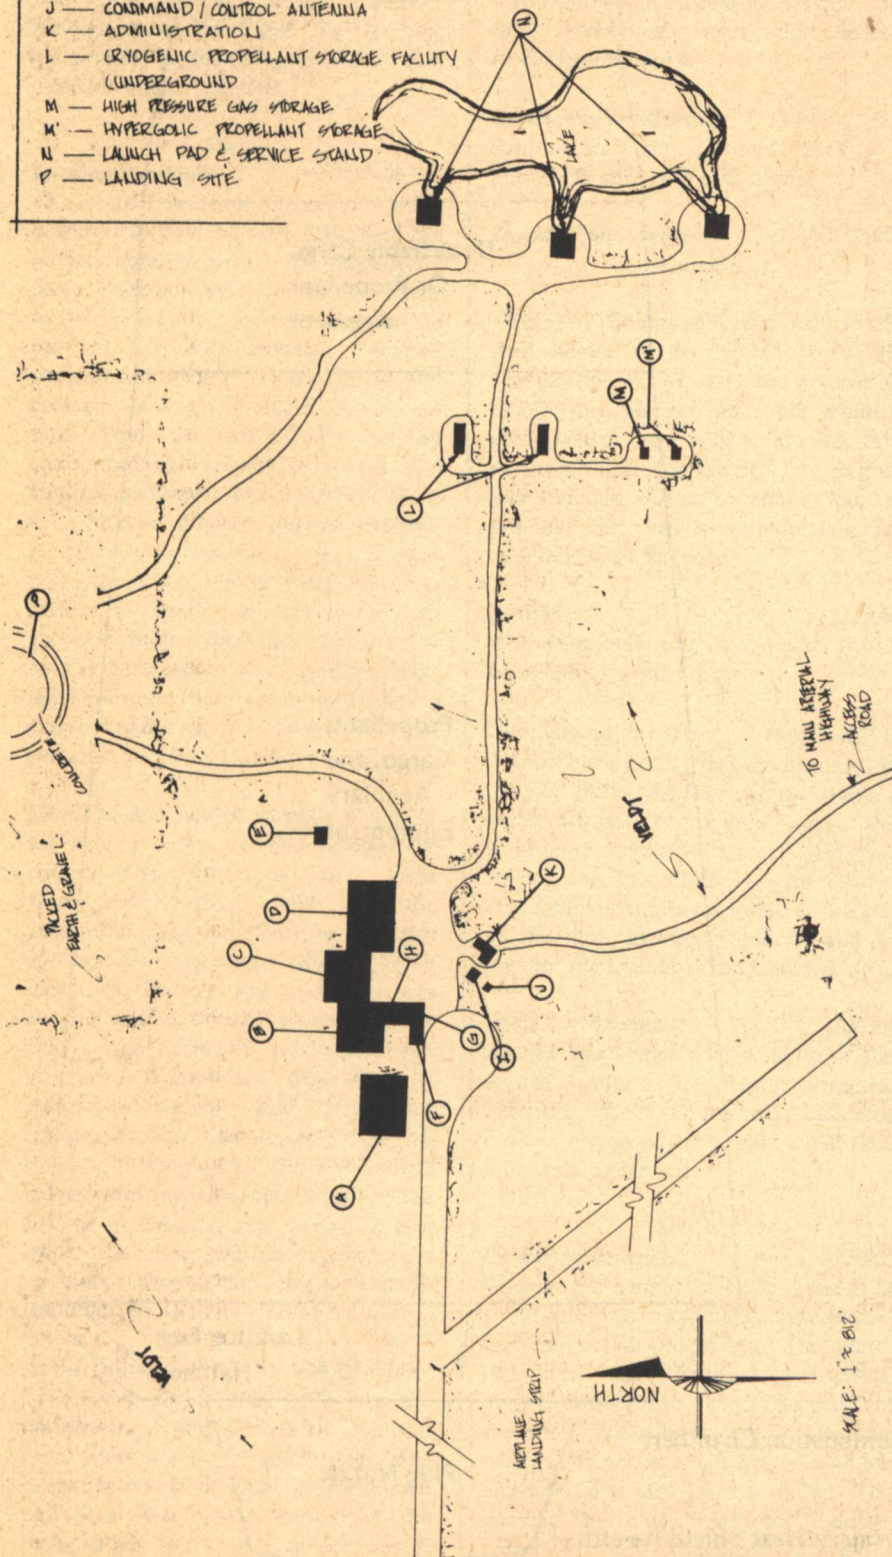 J — COMMAND/CONTROL ANTENNA
K — ADMINISTRATION
L — CRYOGENIC PROPELLANT STORAGE FACILITY
(UNDERGROUND
M — HIGH PRESSURE GAS STORAGE
M' — HYPERGOLIC PROPELLANT STORAGE
N — LAUNCH PAD & SERVICE STAND
P — LANDING SITE
N
LAKE
M'
M
L
P
TO MAIN ARTERIAL
HIGHWAY
ACCESS
ROAD
CONCRETE
VELDT
E
PACKED
EARTH & GRAVEL
K
D
C
H
J
B
G
I
F
A
VELDT
NORTH
AIRPLANE
LANDING STRIP
SCALE: 1" ≈ 812'